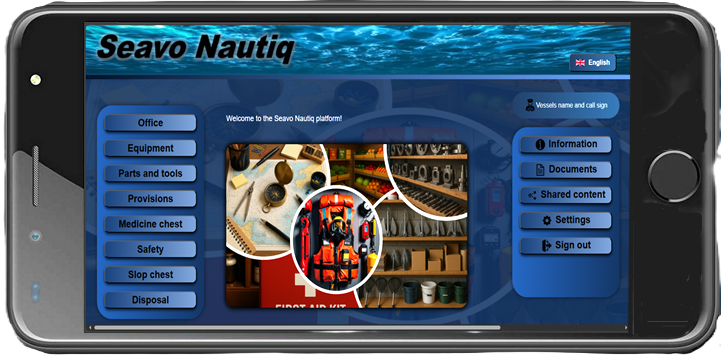 Seavo Nautiq
English
Vessels name and call sign
Welcome to the Seavo Nautiq platform!
Office
Equipment
Parts and tools
Provisions
Medicine chest
Safety
Slop chest
Disposal
Information
Documents
Shared content
Settings
Sign out
FIRST AID KIT